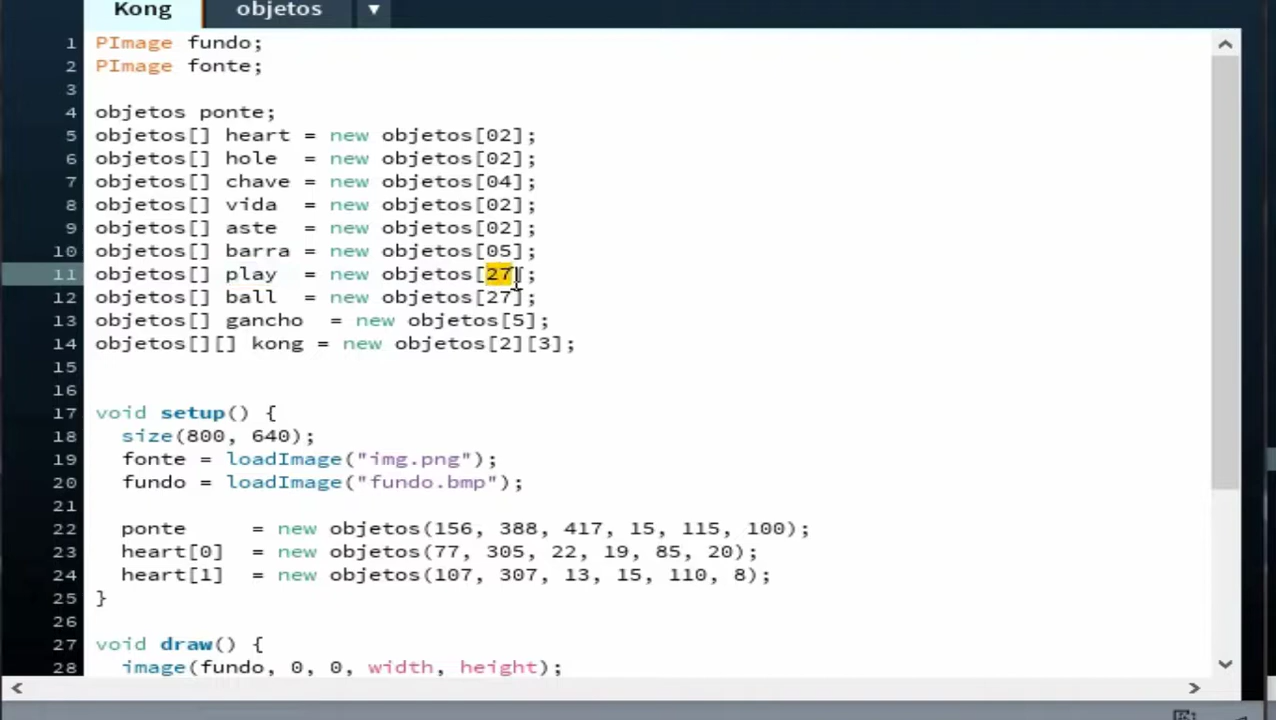 Kong objetos ▼
1 PImage fundo;
2 PImage fonte;
3
4 objetos ponte;
5 objetos[] heart = new objetos[02];
6 objetos[] hole  = new objetos[02];
7 objetos[] chave = new objetos[04];
8 objetos[] vida  = new objetos[02];
9 objetos[] aste  = new objetos[02];
10 objetos[] barra = new objetos[05];
11 objetos[] play  = new objetos[27];
12 objetos[] ball  = new objetos[27];
13 objetos[] gancho  = new objetos[5];
14 objetos[][] kong = new objetos[2][3];
15
16
17 void setup() {
18   size(800, 640);
19   fonte = loadImage("img.png");
20   fundo = loadImage("fundo.bmp");
21
22   ponte     = new objetos(156, 388, 417, 15, 115, 100);
23   heart[0]  = new objetos(77, 305, 22, 19, 85, 20);
24   heart[1]  = new objetos(107, 307, 13, 15, 110, 8);
25 }
26
27 void draw() {
28   image(fundo, 0, 0, width, height);